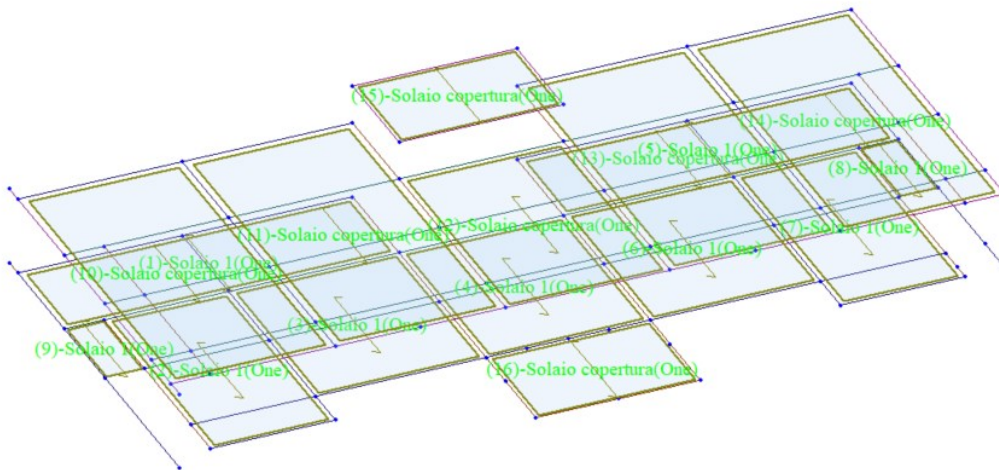 (15)-Solaio copertura(One)
(14)-Solaio copertura(One)
(5)-Solaio 1(One)
(13)-Solaio copertura(One)
(8)-Solaio 1(One)
(12)-Solaio copertura(One)
(7)-Solaio 1(One)
(11)-Solaio copertura(One)
(6)-Solaio 1(One)
(1)-Solaio 1(One)
(10)-Solaio copertura(One)
(4)-Solaio 1(One)
(3)-Solaio 1(One)
(9)-Solaio 1(One)
(2)-Solaio 1(One)
(16)-Solaio copertura(One)